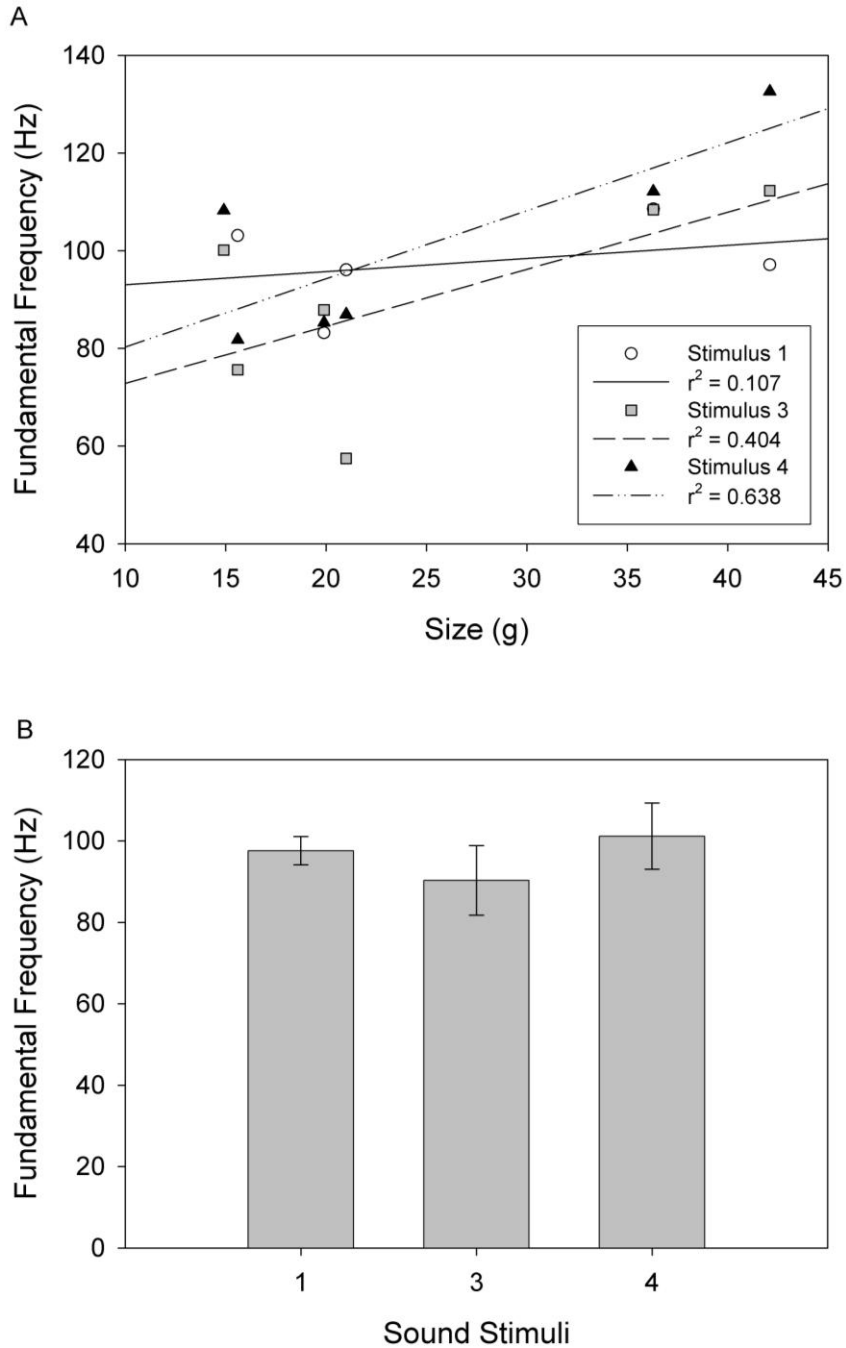 A
Fundamental Frequency (Hz)
140
120
100
80
60
40
10 15 20 25 30 35 40 45
Size (g)
Stimulus 1
r² = 0.107
Stimulus 3
r² = 0.404
Stimulus 4
r² = 0.638
B
Fundamental Frequency (Hz)
120
100
80
60
40
20
0
1 3 4
Sound Stimuli